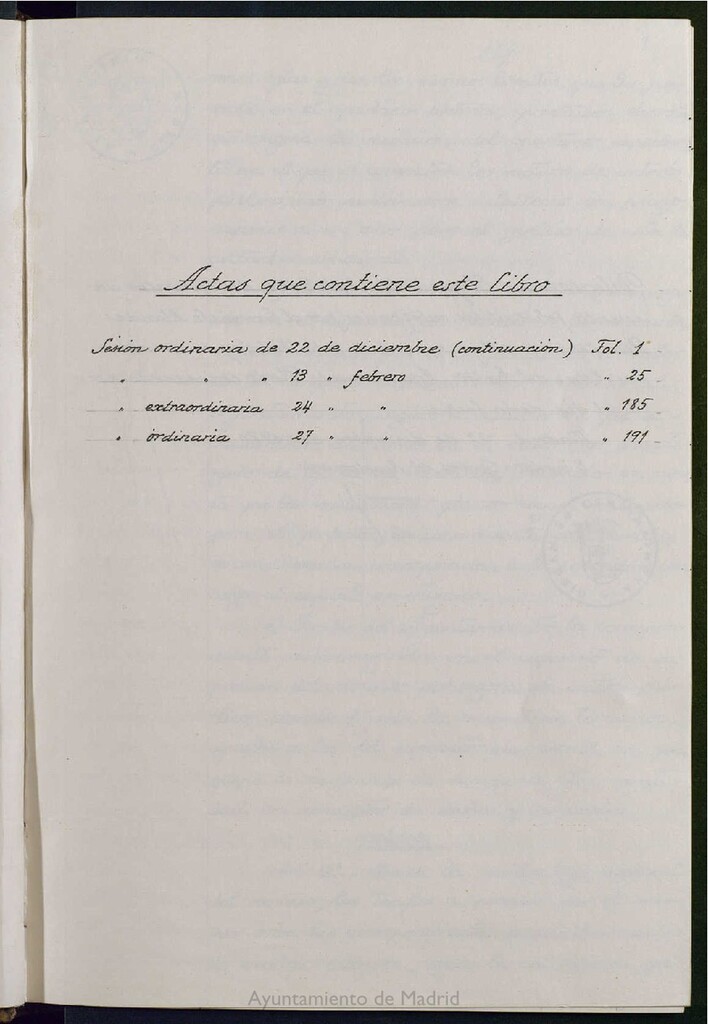 Actas que contiene este libro
Sesión ordinaria de 22 de diciembre (continuación) Fol. 1
" " " 13 " febrero " 25
" extraordinaria 24 " " " 185
" ordinaria 27 " " " 191
Ayuntamiento de Madrid